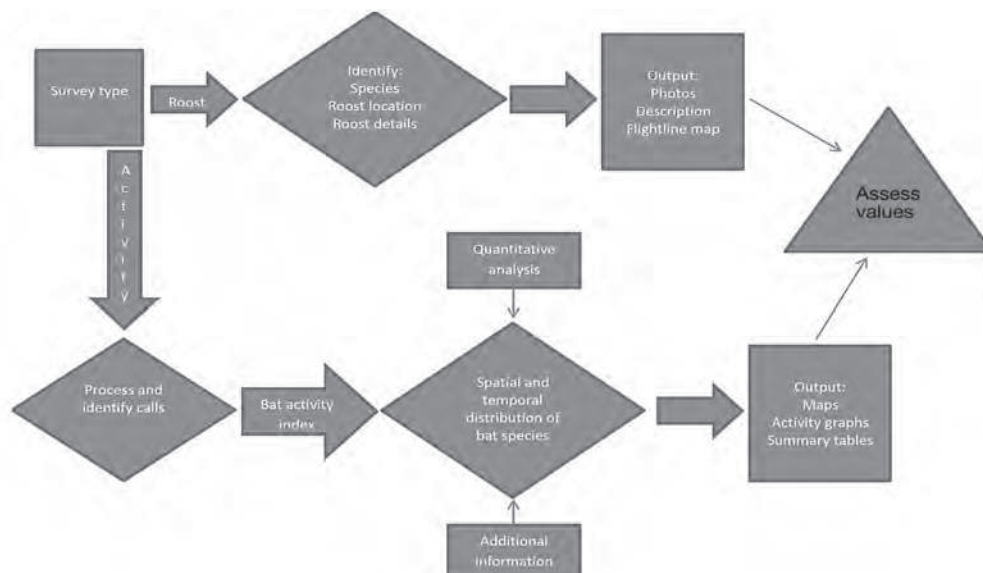 Survey type
Roost
Identify:
Species
Roost location
Roost details
Output:
Photos
Description
Flightline map
Assess
values
Activity
Quantitative
analysis
Process and
identify calls
Bat activity
index
Spatial and
temporal
distribution of
bat species
Output:
Maps
Activity graphs
Summary tables
Additional
information